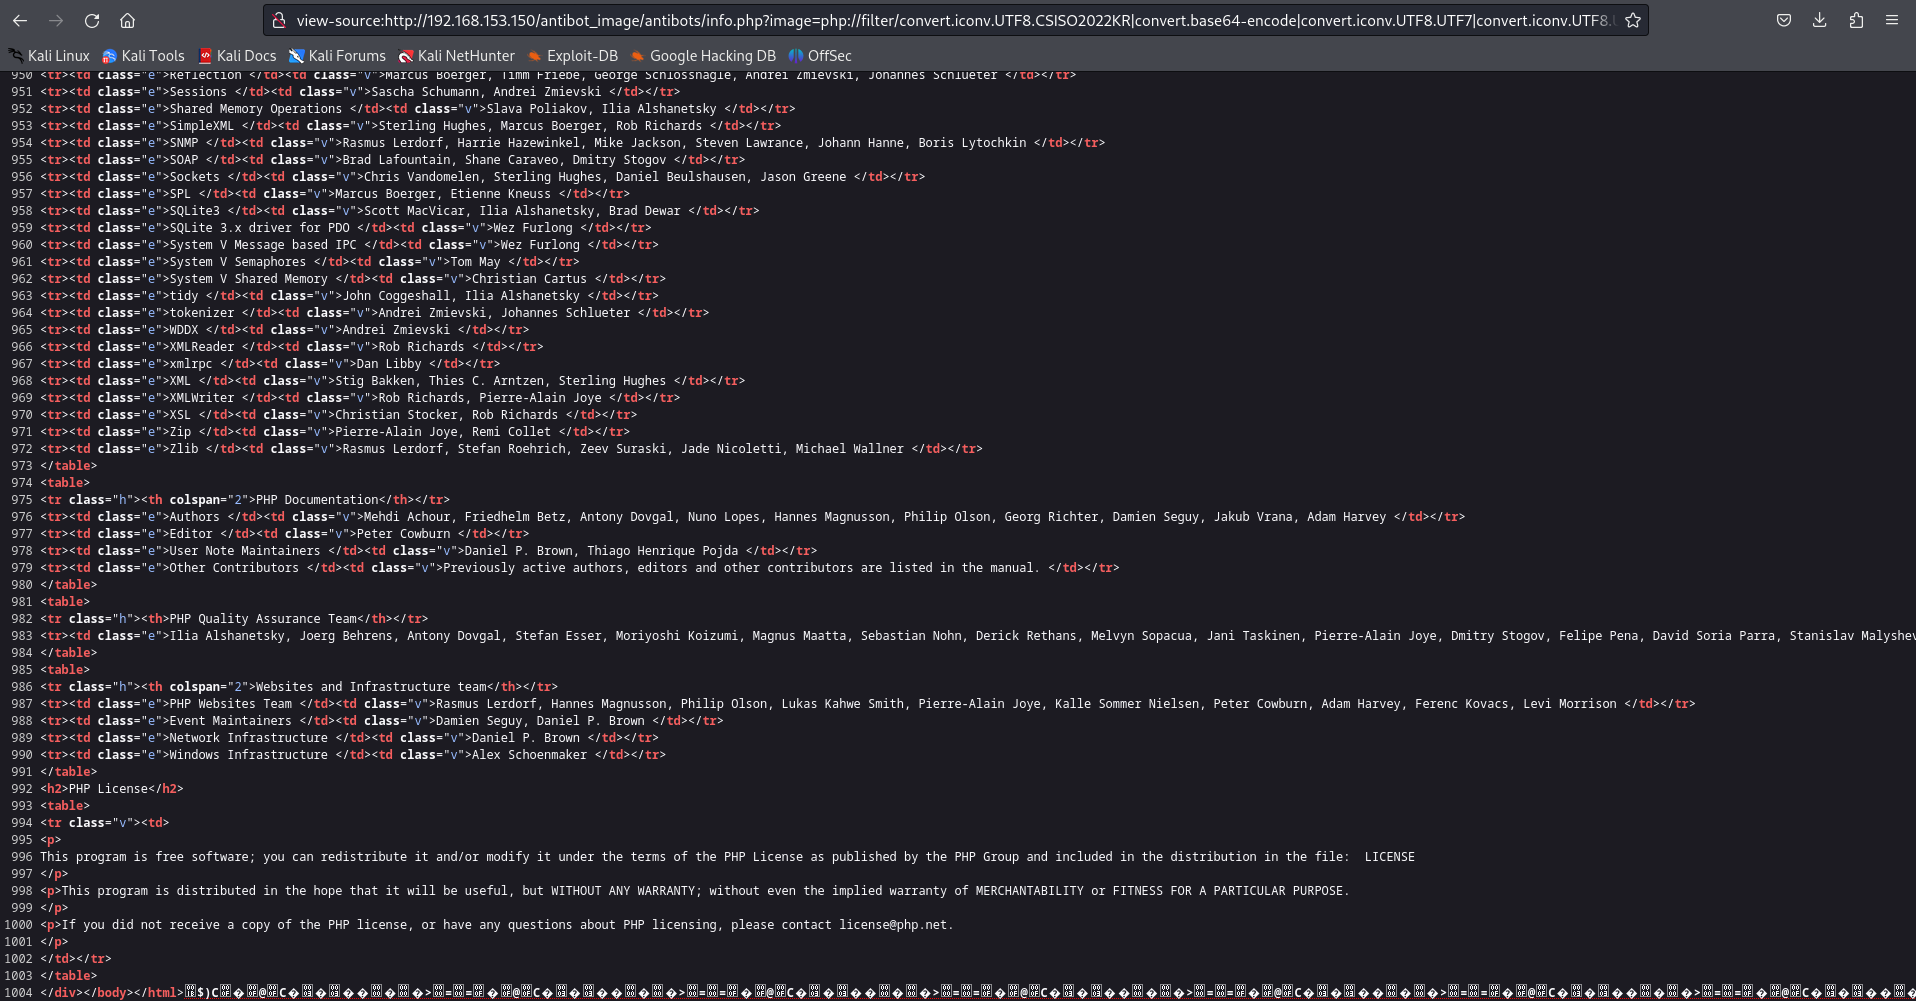 view-source:http://192.168.153.150/antibot_image/antibots/info.php?image=php://filter/convert.iconv.UTF8.CSISO2022KR|convert.base64-encode|convert.iconv.UTF8.UTF7|convert.iconv.UTF8.
Kali Linux Kali Tools Kali Docs Kali Forums Kali NetHunter Exploit-DB Google Hacking DB OffSec
950 <tr><td class="e">Reflection </td><td class="v">Marcus Boerger, Timm Friebe, George Schlossnagle, Andrei Zmievski, Johannes Schlueter </td></tr>
951 <tr><td class="e">Sessions </td><td class="v">Sascha Schumann, Andrei Zmievski </td></tr>
952 <tr><td class="e">Shared Memory Operations </td><td class="v">Slava Poliakov, Ilia Alshanetsky </td></tr>
953 <tr><td class="e">SimpleXML </td><td class="v">Sterling Hughes, Marcus Boerger, Rob Richards </td></tr>
954 <tr><td class="e">SNMP </td><td class="v">Rasmus Lerdorf, Harrie Hazewinkel, Mike Jackson, Steven Lawrance, Johann Hanne, Boris Lytochkin </td></tr>
955 <tr><td class="e">SOAP </td><td class="v">Brad Lafountain, Shane Caraveo, Dmitry Stogov </td></tr>
956 <tr><td class="e">Sockets </td><td class="v">Chris Vandomelen, Sterling Hughes, Daniel Beulshausen, Jason Greene </td></tr>
957 <tr><td class="e">SPL </td><td class="v">Marcus Boerger, Etienne Kneuss </td></tr>
958 <tr><td class="e">SQLite3 </td><td class="v">Scott MacVicar, Ilia Alshanetsky, Brad Dewar </td></tr>
959 <tr><td class="e">SQLite 3.x driver for PDO </td><td class="v">Wez Furlong </td></tr>
960 <tr><td class="e">System V Message based IPC </td><td class="v">Wez Furlong </td></tr>
961 <tr><td class="e">System V Semaphores </td><td class="v">Tom May </td></tr>
962 <tr><td class="e">System V Shared Memory </td><td class="v">Christian Cartus </td></tr>
963 <tr><td class="e">tidy </td><td class="v">John Coggeshall, Ilia Alshanetsky </td></tr>
964 <tr><td class="e">tokenizer </td><td class="v">Andrei Zmievski, Johannes Schlueter </td></tr>
965 <tr><td class="e">WDDX </td><td class="v">Andrei Zmievski </td></tr>
966 <tr><td class="e">XMLReader </td><td class="v">Rob Richards </td></tr>
967 <tr><td class="e">xmlrpc </td><td class="v">Dan Libby </td></tr>
968 <tr><td class="e">XML </td><td class="v">Stig Bakken, Thies C. Arntzen, Sterling Hughes </td></tr>
969 <tr><td class="e">XMLWriter </td><td class="v">Rob Richards, Pierre-Alain Joye </td></tr>
970 <tr><td class="e">XSL </td><td class="v">Christian Stocker, Rob Richards </td></tr>
971 <tr><td class="e">Zip </td><td class="v">Pierre-Alain Joye, Remi Collet </td></tr>
972 <tr><td class="e">Zlib </td><td class="v">Rasmus Lerdorf, Stefan Roehrich, Zeev Suraski, Jade Nicoletti, Michael Wallner </td></tr>
973 </table>
974 <table>
975 <tr class="h"><th colspan="2">PHP Documentation</th></tr>
976 <tr><td class="e">Authors </td><td class="v">Mehdi Achour, Friedhelm Betz, Antony Dovgal, Nuno Lopes, Hannes Magnusson, Philip Olson, Georg Richter, Damien Seguy, Jakub Vrana, Adam Harvey </td></tr>
977 <tr><td class="e">Editor </td><td class="v">Peter Cowburn </td></tr>
978 <tr><td class="e">User Note Maintainers </td><td class="v">Daniel P. Brown, Thiago Henrique Pojda </td></tr>
979 <tr><td class="e">Other Contributors </td><td class="v">Previously active authors, editors and other contributors are listed in the manual. </td></tr>
980 </table>
981 <table>
982 <tr class="h"><th>PHP Quality Assurance Team</th></tr>
983 <tr><td class="e">Ilia Alshanetsky, Joerg Behrens, Antony Dovgal, Stefan Esser, Moriyoshi Koizumi, Magnus Maatta, Sebastian Nohn, Derick Rethans, Melvyn Sopacua, Jani Taskinen, Pierre-Alain Joye, Dmitry Stogov, Felipe Pena, David Soria Parra, Stanislav Malyshev
984 </table>
985 <table>
986 <tr class="h"><th colspan="2">Websites and Infrastructure team</th></tr>
987 <tr><td class="e">PHP Websites Team </td><td class="v">Rasmus Lerdorf, Hannes Magnusson, Philip Olson, Lukas Kahwe Smith, Pierre-Alain Joye, Kalle Sommer Nielsen, Peter Cowburn, Adam Harvey, Ferenc Kovacs, Levi Morrison </td></tr>
988 <tr><td class="e">Event Maintainers </td><td class="v">Damien Seguy, Daniel P. Brown </td></tr>
989 <tr><td class="e">Network Infrastructure </td><td class="v">Daniel P. Brown </td></tr>
990 <tr><td class="e">Windows Infrastructure </td><td class="v">Alex Schoenmaker </td></tr>
991 </table>
992 <h2>PHP License</h2>
993 <table>
994 <tr class="v"><td>
995 <p>
996 This program is free software; you can redistribute it and/or modify it under the terms of the PHP License as published by the PHP Group and included in the distribution in the file:  LICENSE
997 </p>
998 <p>This program is distributed in the hope that it will be useful, but WITHOUT ANY WARRANTY; without even the implied warranty of MERCHANTABILITY or FITNESS FOR A PARTICULAR PURPOSE.
999 </p>
1000 <p>If you did not receive a copy of the PHP license, or have any questions about PHP licensing, please contact license@php.net.
1001 </p>
1002 </td></tr>
1003 </table>
1004 </div></body></html>